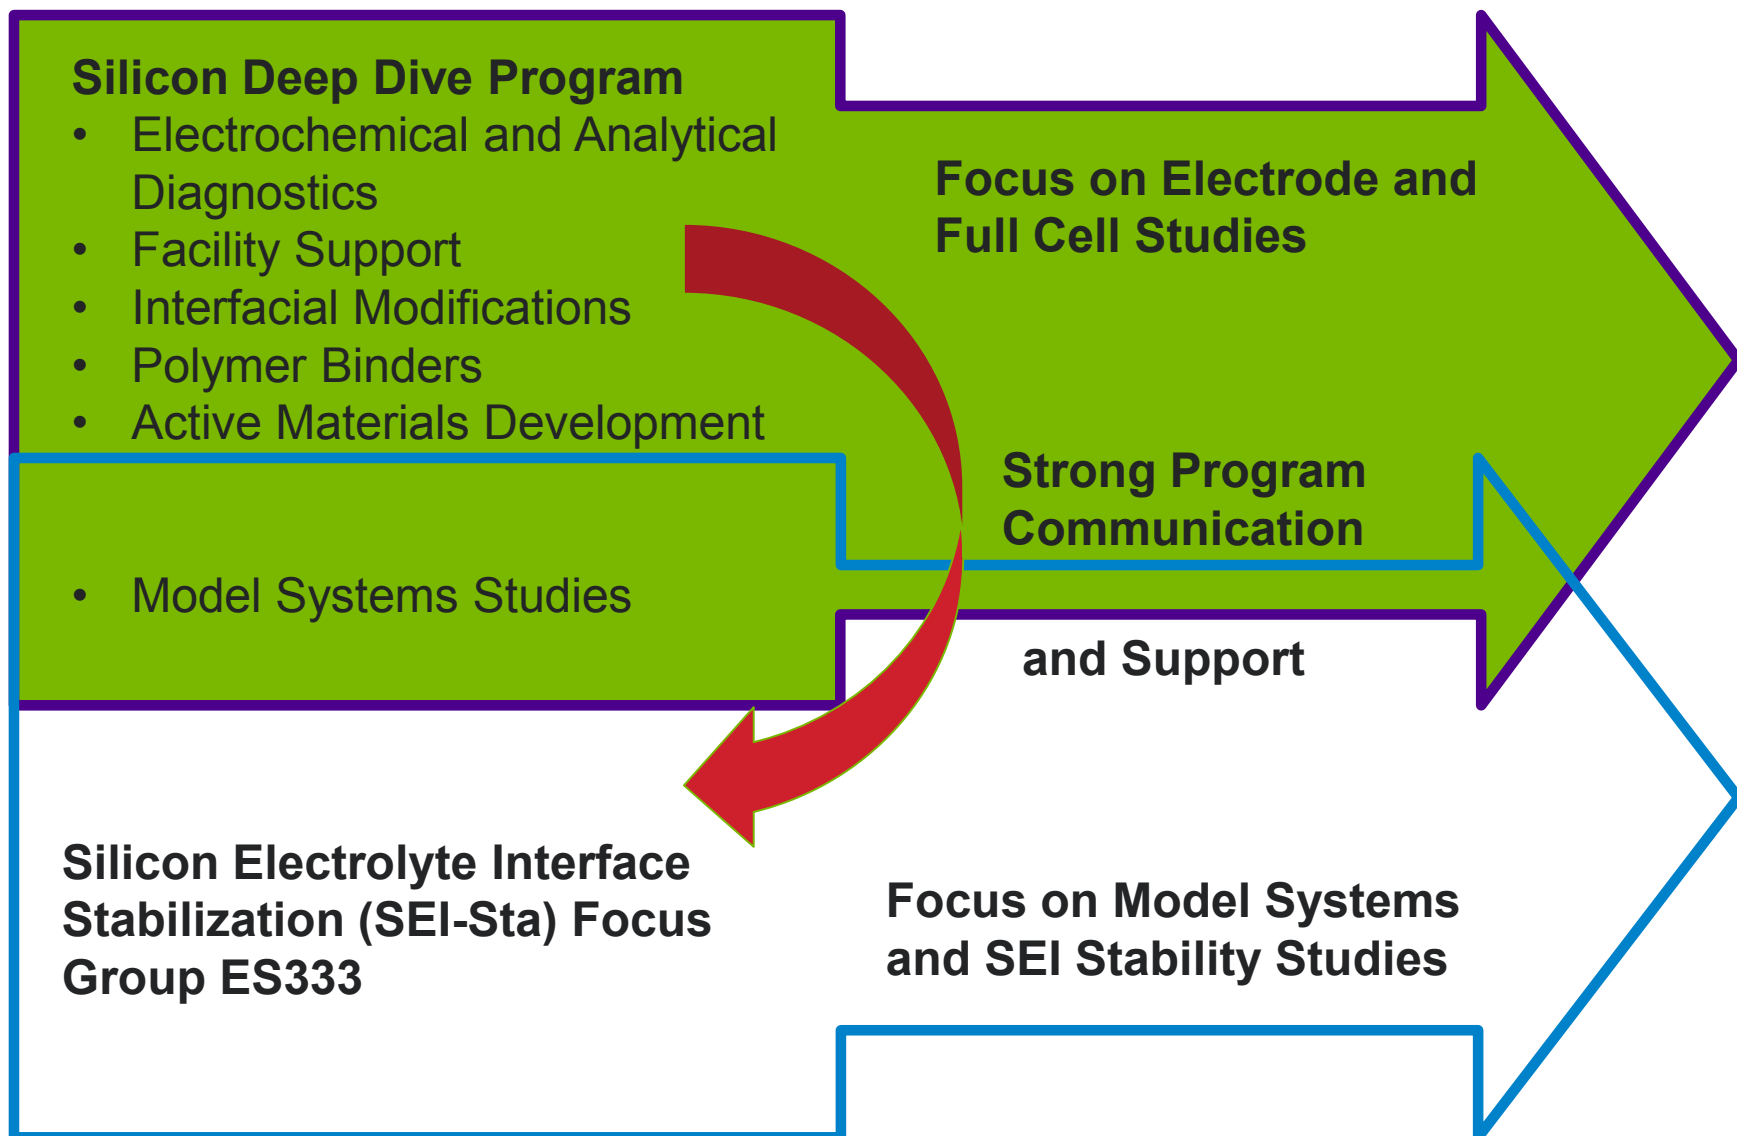 Silicon Deep Dive Program
• Electrochemical and Analytical
Diagnostics
• Facility Support
• Interfacial Modifications
• Polymer Binders
• Active Materials Development
• Model Systems Studies
Focus on Electrode and
Full Cell Studies
Strong Program
Communication
and Support
Silicon Electrolyte Interface
Stabilization (SEI-Sta) Focus
Group ES333
Focus on Model Systems
and SEI Stability Studies